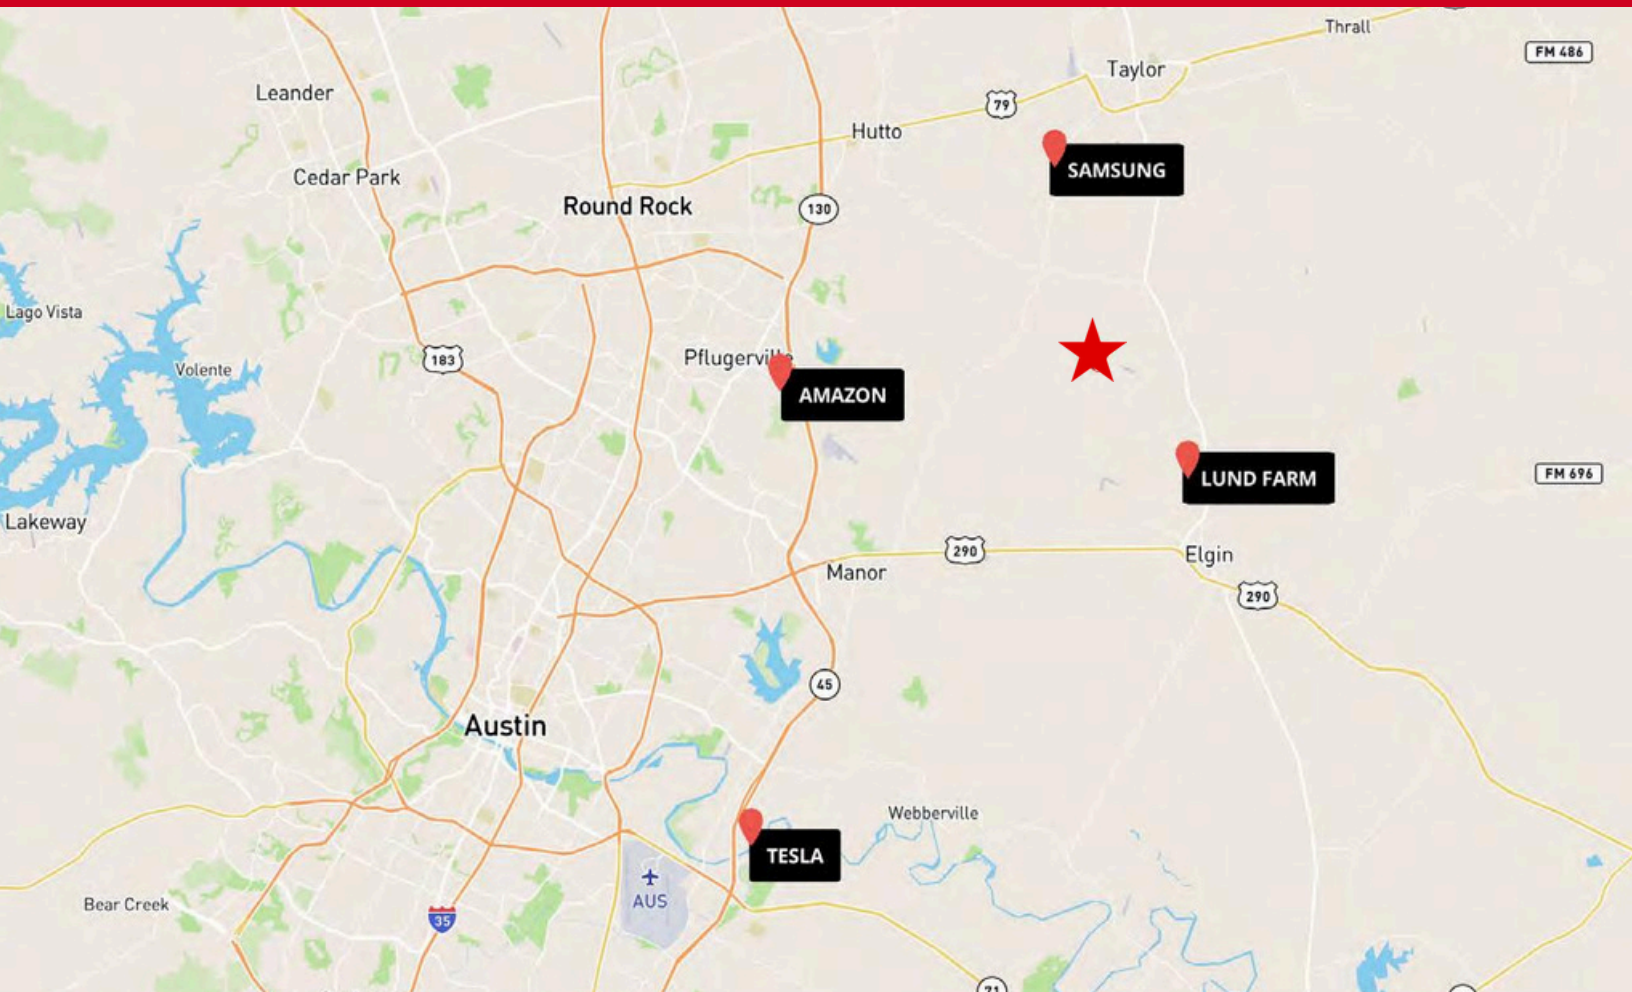 Thrall
FM 486
Taylor
Leander
79
Hutto
SAMSUNG
Cedar Park
Round Rock
130
Lago Vista
Pflugerville
183
Volente
AMAZON
LUND FARM
FM 696
Lakeway
290
Elgin
Manor
290
45
Austin
Webberville
TESLA
AUS
Bear Creek
35
71